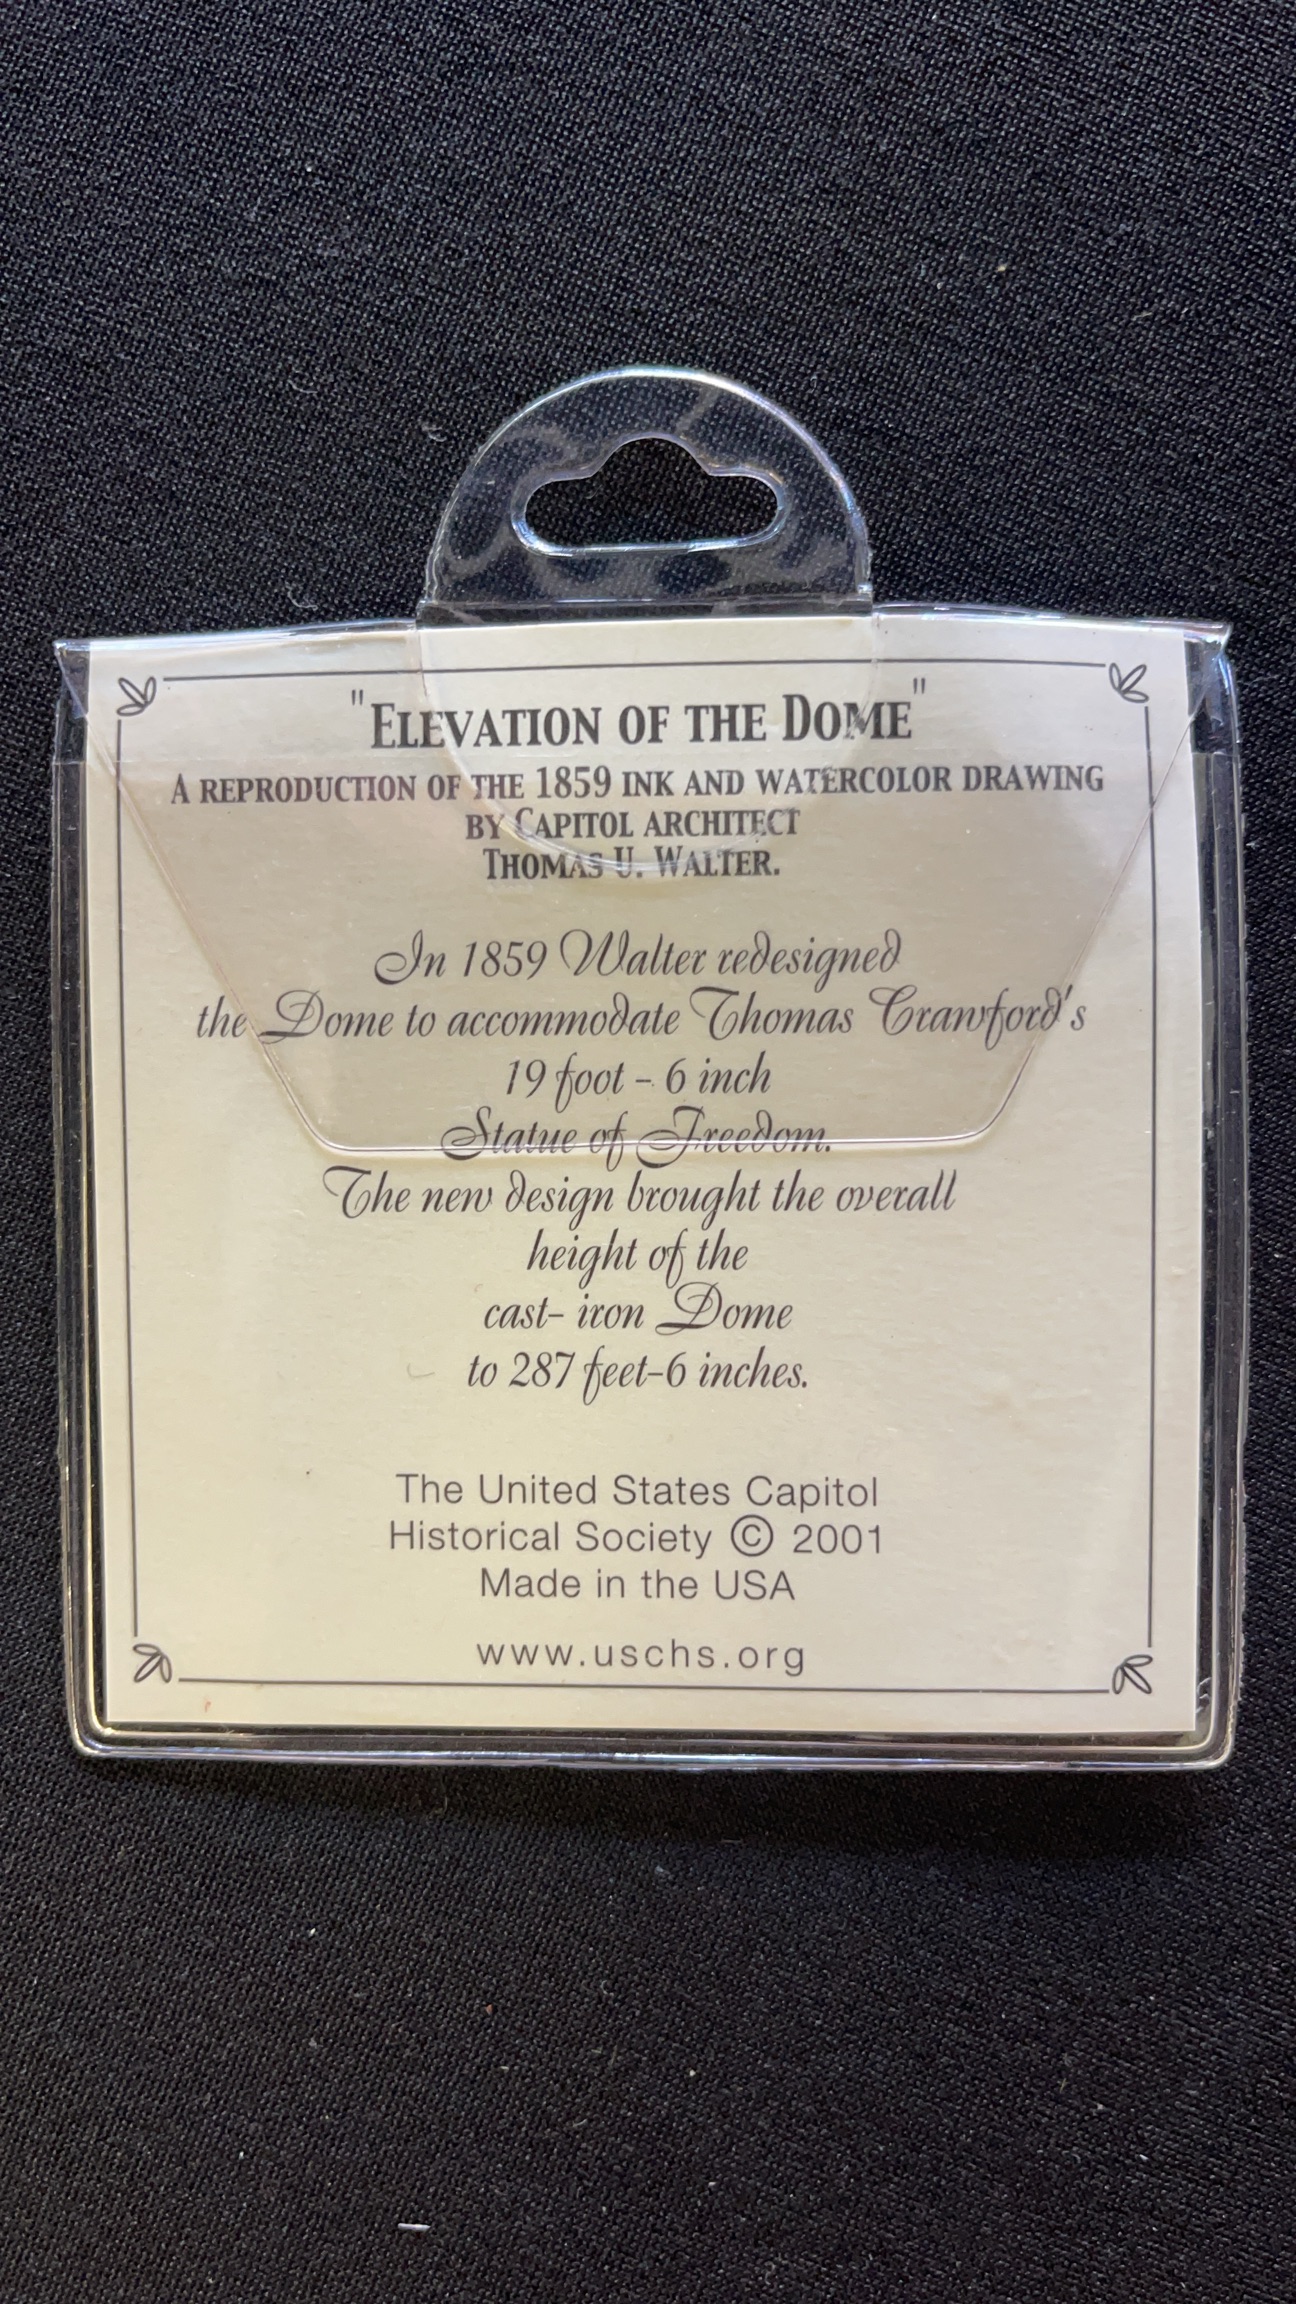 "ELEVATION OF THE DOME"
A REPRODUCTION OF THE 1859 INK AND WATERCOLOR DRAWING
BY CAPITOL ARCHITECT
THOMAS U. WALTER.
In 1859 Walter redesigned
the Dome to accommodate Thomas Crawford's
19 foot - 6 inch
Statue of Freedom.
The new design brought the overall
height of the
cast- iron Dome
to 287 feet-6 inches.
The United States Capitol
Historical Society © 2001
Made in the USA
www.uschs.org